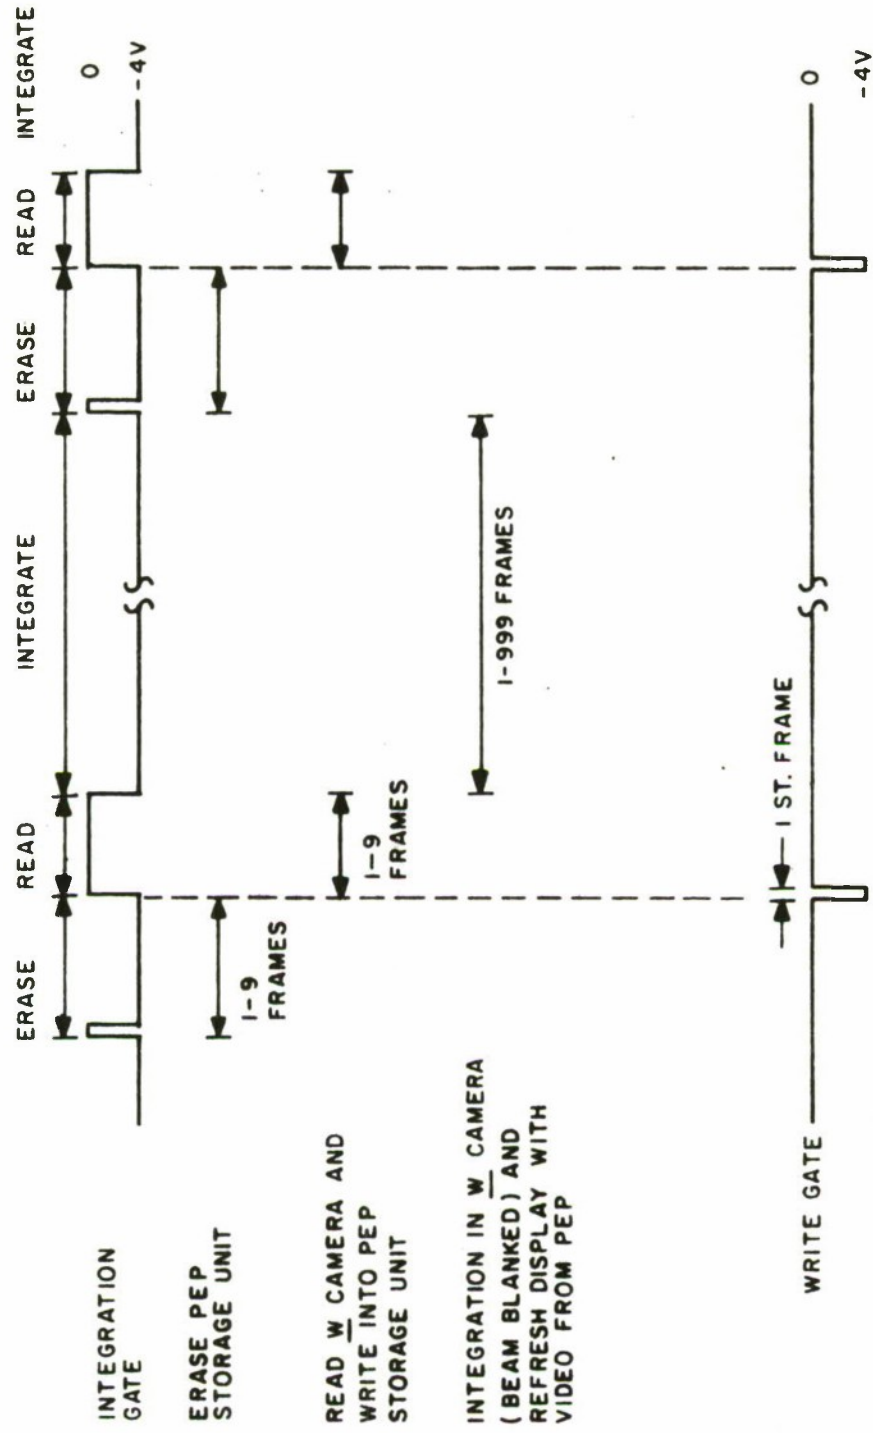 ERASE
READ
INTEGRATE
ERASE
READ
INTEGRATE
INTEGRATION
GATE
0
-4V
ERASE PEP
STORAGE UNIT
1-9
FRAMES
READ W CAMERA AND
WRITE INTO PEP
STORAGE UNIT
1-9
FRAMES
INTEGRATION IN W CAMERA
(BEAM BLANKED) AND
REFRESH DISPLAY WITH
VIDEO FROM PEP
1-999 FRAMES
1 ST. FRAME
WRITE GATE
0
-4V